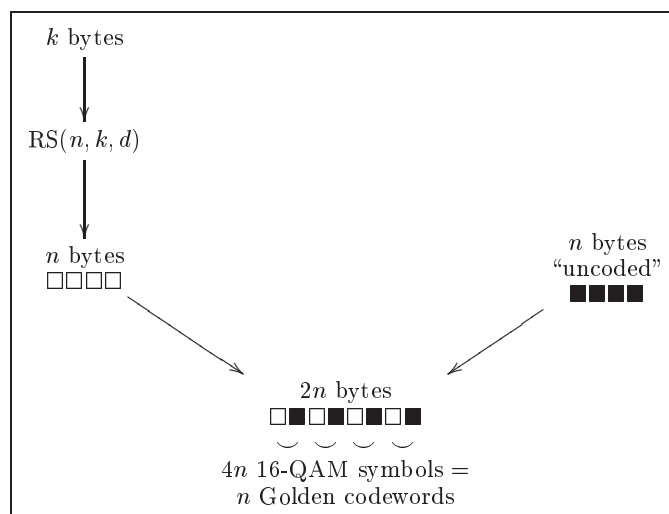 k bytes
RS(n, k, d)
n bytes
n bytes
“uncoded”
2n bytes
4n 16-QAM symbols =
n Golden codewords